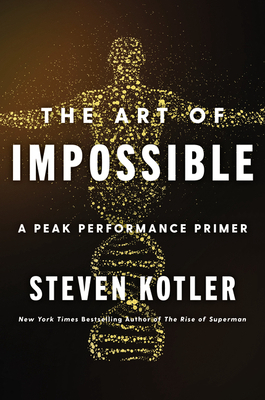 THE ART OF
IMPOSSIBLE
A PEAK PERFORMANCE PRIMER
STEVEN KOTLER
New York Times Bestselling Author of The Rise of Superman